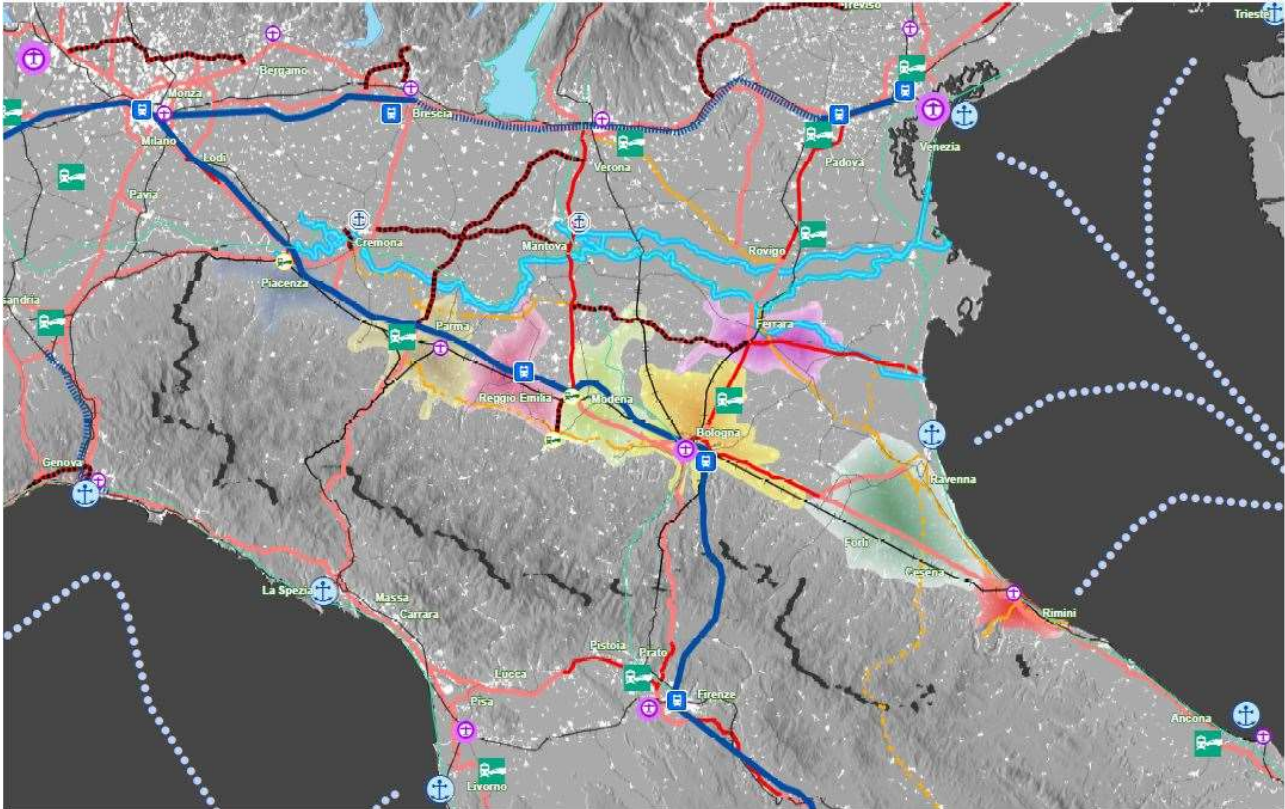 Treviso
Trieste
Bergamo
Monza
Brescia
Milano
Venezia
Lodi
Verona
Padova
Pavia
Cremona
Mantova
Rovigo
Piacenza
sandria
Parma
Ferrara
Reggio Emilia
Modena
Bologna
Genova
Ravenna
Forlì
Cesena
La Spezia
Massa
Carrara
Rimini
Pistoia
Prato
Lucca
Firenze
Pisa
Ancona
Livorno